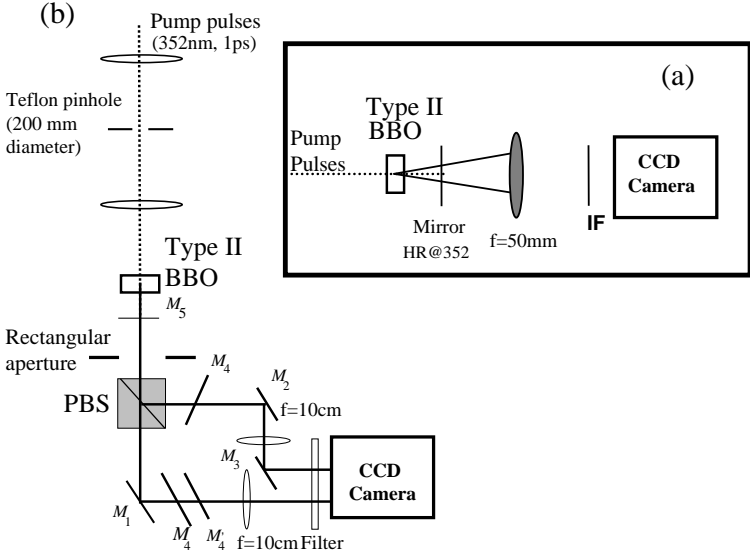 (b)
Pump pulses
(352nm, 1ps)
Teflon pinhole
(200 mm
diameter)
Type II
BBO
M5
Rectangular
aperture
M4
M2
PBS
f=10cm
M3
CCD
Camera
M1
M4
M4'
f=10cm
Filter
(a)
Type II
BBO
Pump
Pulses
CCD
Camera
Mirror
HR@352
f=50mm
IF